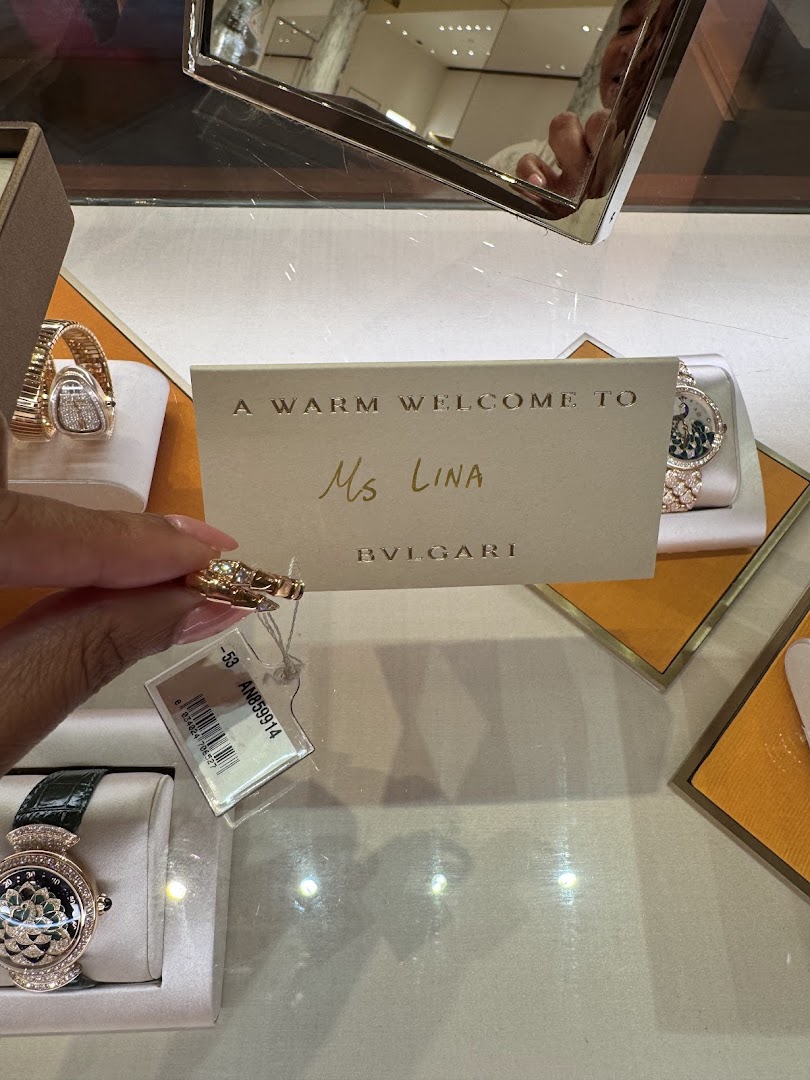 A WARM WELCOME TO
Ms LINA
BVLGARI
-53 AN859914